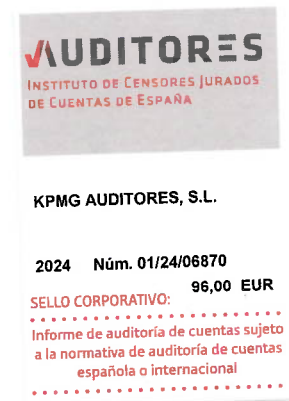 AUDITORES
INSTITUTO DE CENSORES JURADOS
DE CUENTAS DE ESPAÑA
KPMG AUDITORES, S.L.
2024 Núm. 01/24/06870
96,00 EUR
SELLO CORPORATIVO:
Informe de auditoría de cuentas sujeto
a la normativa de auditoría de cuentas
española o internacional